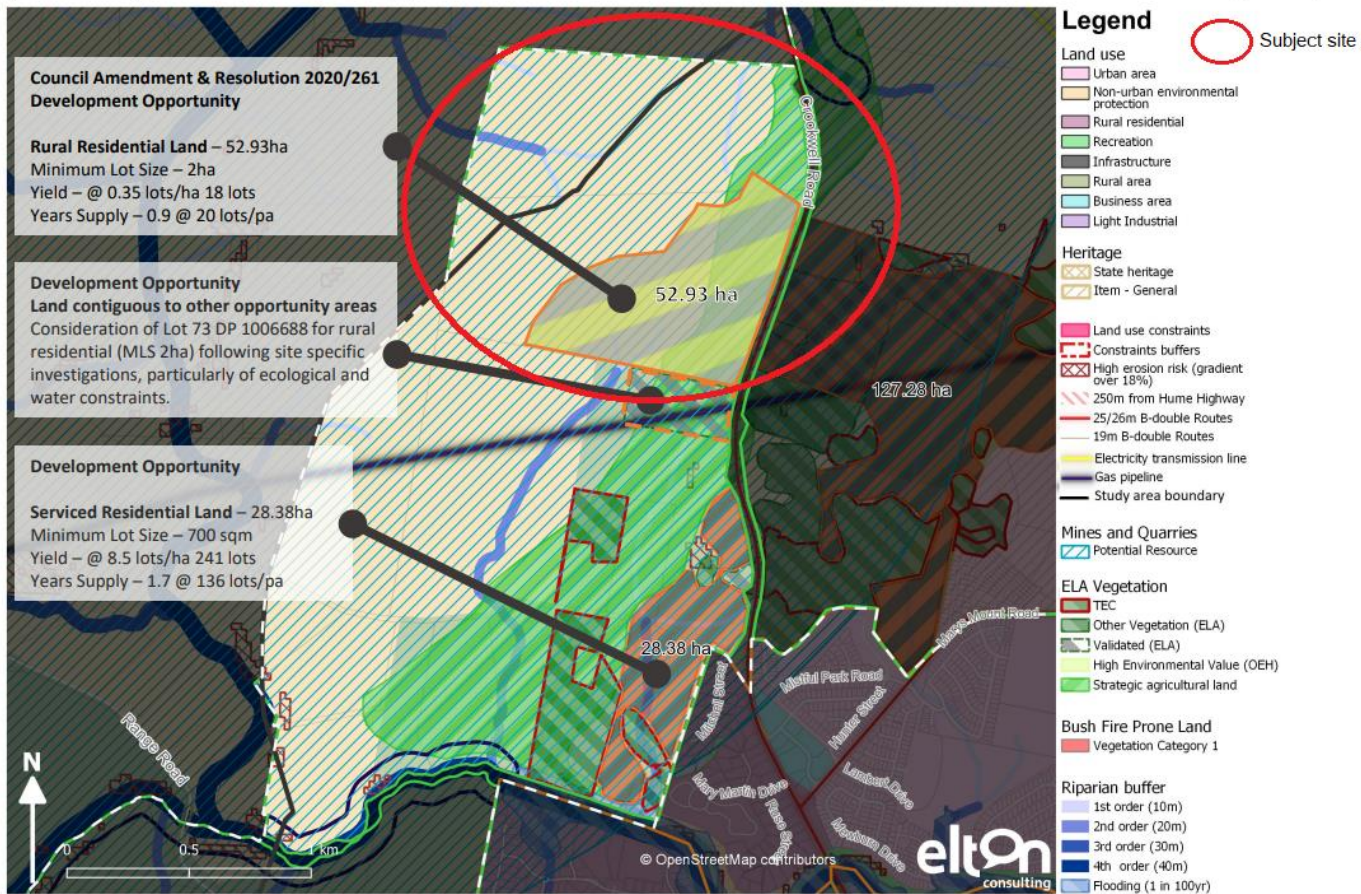 Council Amendment & Resolution 2020/261
Development Opportunity
Rural Residential Land – 52.93ha
Minimum Lot Size – 2ha
Yield – @ 0.35 lots/ha 18 lots
Years Supply – 0.9 @ 20 lots/pa
Development Opportunity
Land contiguous to other opportunity areas
Consideration of Lot 73 DP 1006688 for rural
residential (MLS 2ha) following site specific
investigations, particularly of ecological and
water constraints.
Development Opportunity
Serviced Residential Land – 28.38ha
Minimum Lot Size – 700 sqm
Yield – @ 8.5 lots/ha 241 lots
Years Supply – 1.7 @ 136 lots/pa
Crookwell Road
52.93 ha
127.28 ha
28.38 ha
Marys Mount Road
Mistful Park Road
Mitchell Street
Hunter Street
Lambert Drive
Mary Martin Drive
Mewburn Drive
Range Road
N
0 0.5 1 km
© OpenStreetMap contributors
elton
consulting
Legend
Subject site
Land use
Urban area
Non-urban environmental
protection
Rural residential
Recreation
Infrastructure
Rural area
Business area
Light Industrial
Heritage
State heritage
Item - General
Land use constraints
Constraints buffers
High erosion risk (gradient
over 18%)
250m from Hume Highway
25/26m B-double Routes
19m B-double Routes
Electricity transmission line
Gas pipeline
Study area boundary
Mines and Quarries
Potential Resource
ELA Vegetation
TEC
Other Vegetation (ELA)
Validated (ELA)
High Environmental Value (OEH)
Strategic agricultural land
Bush Fire Prone Land
Vegetation Category 1
Riparian buffer
1st order (10m)
2nd order (20m)
3rd order (30m)
4th order (40m)
Flooding (1 in 100yr)